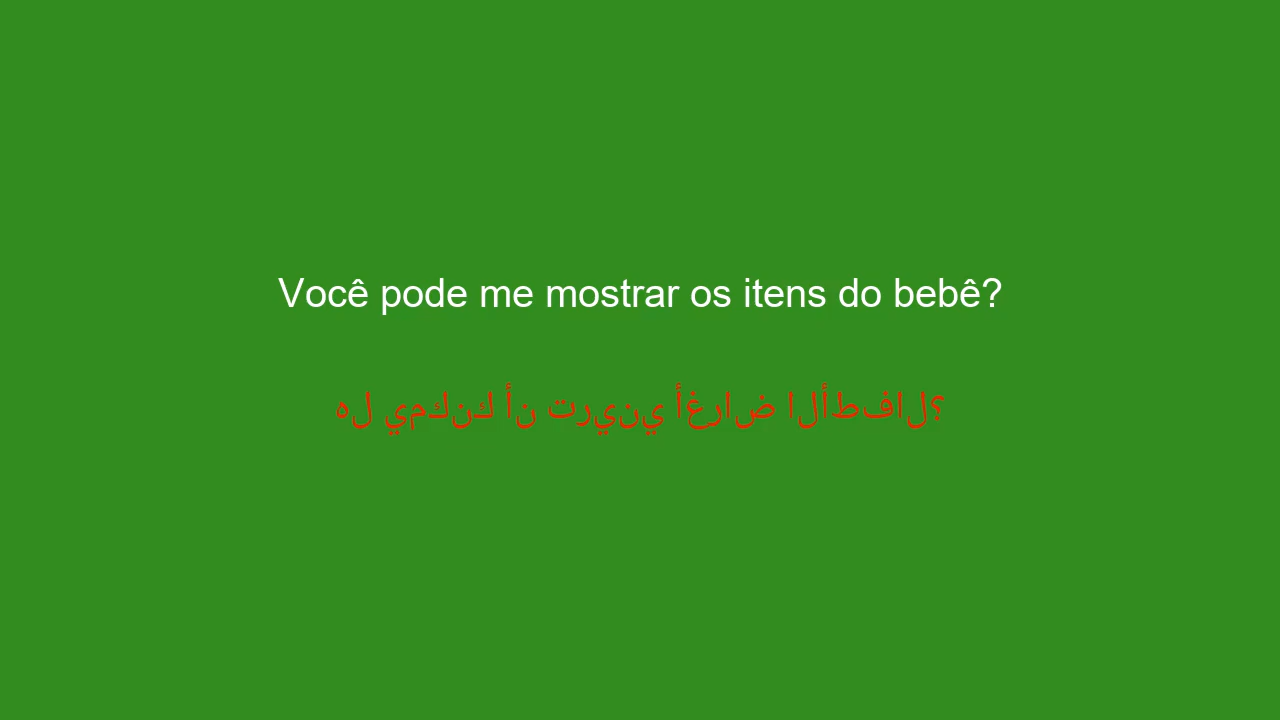 Você pode me mostrar os itens do bebê?
هل يمكنك أن تريني أغراض الأطفال؟